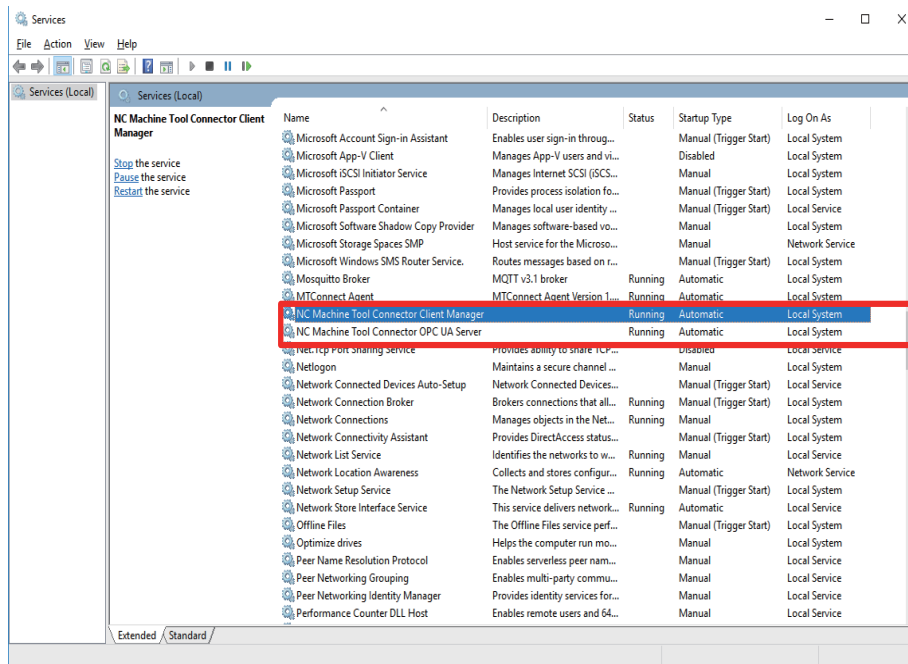 Services
File Action View Help
Services (Local)
Services (Local)
NC Machine Tool Connector Client Manager
Stop the service
Pause the service
Restart the service
Name Description Status Startup Type Log On As
Microsoft Account Sign-in Assistant Enables user sign-in throug... Manual (Trigger Start) Local System
Microsoft App-V Client Manages App-V users and vi... Disabled Local System
Microsoft iSCSI Initiator Service Manages Internet SCSI (iSCS... Manual Local System
Microsoft Passport Provides process isolation fo... Manual (Trigger Start) Local System
Microsoft Passport Container Manages local user identity ... Manual (Trigger Start) Local Service
Microsoft Software Shadow Copy Provider Manages software-based vo... Manual Local System
Microsoft Storage Spaces SMP Host service for the Microso... Manual Network Service
Microsoft Windows SMS Router Service. Routes messages based on r... Manual (Trigger Start) Local System
Mosquitto Broker MQTT v3.1 broker Running Automatic Local System
MTConnect Agent MTConnect Agent Version 1.... Running Automatic Local System
NC Machine Tool Connector Client Manager Running Automatic Local System
NC Machine Tool Connector OPC UA Server Running Automatic Local System
Net.Tcp Port Sharing Service Provides ability to share TCP... Disabled Local Service
Netlogon Maintains a secure channel ... Manual Local System
Network Connected Devices Auto-Setup Network Connected Devices... Manual (Trigger Start) Local Service
Network Connection Broker Brokers connections that all... Running Manual (Trigger Start) Local System
Network Connections Manages objects in the Net... Running Manual Local System
Network Connectivity Assistant Provides DirectAccess status... Manual (Trigger Start) Local System
Network List Service Identifies the networks to w... Running Manual Local Service
Network Location Awareness Collects and stores configur... Running Automatic Network Service
Network Setup Service The Network Setup Service ... Manual (Trigger Start) Local System
Network Store Interface Service This service delivers network... Running Automatic Local Service
Offline Files The Offline Files service perf... Manual (Trigger Start) Local System
Optimize drives Helps the computer run mo... Manual Local System
Peer Name Resolution Protocol Enables serverless peer nam... Manual Local Service
Peer Networking Grouping Enables multi-party commu... Manual Local Service
Peer Networking Identity Manager Provides identity services for... Manual Local Service
Performance Counter DLL Host Enables remote users and 64... Manual Local Service
Extended Standard